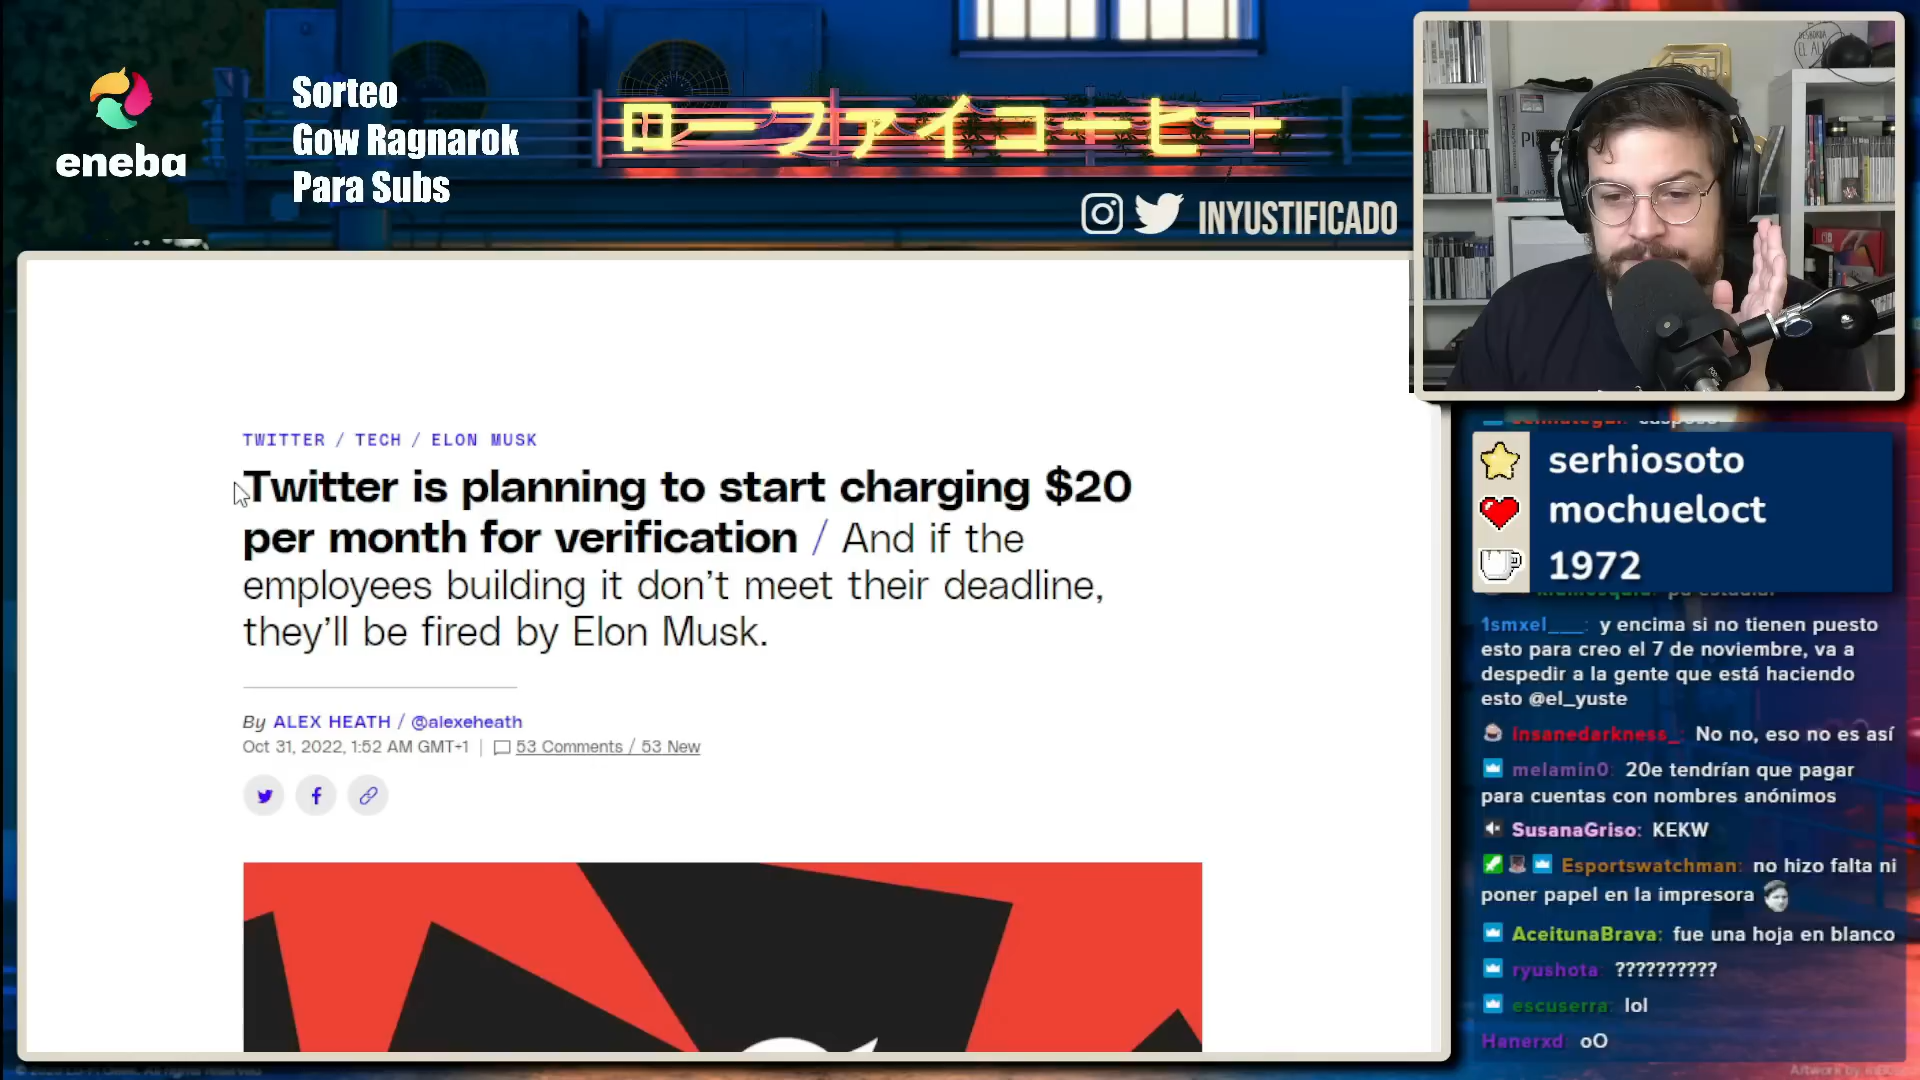 eneba
Sorteo
Gow Ragnarok
Para Subs
ローファイコーヒー
INYUSTIFICADO
TWITTER / TECH / ELON MUSK
Twitter is planning to start charging $20
per month for verification / And if the
employees building it don’t meet their deadline,
they’ll be fired by Elon Musk.
By ALEX HEATH / @alexeheath
Oct 31, 2022, 1:52 AM GMT+1 | 53 Comments / 53 New
serhiosoto
mochueloct
1972
1smxel___: y encima si no tienen puesto
esto para creo el 7 de noviembre, va a
despedir a la gente que está haciendo
esto @el_yuste
insanedarkness_: No no, eso no es así
melamin0: 20e tendrían que pagar
para cuentas con nombres anónimos
SusanaGriso: KEKW
Esportswatchman: no hizo falta ni
poner papel en la impresora
AceitunaBrava: fue una hoja en blanco
ryushota: ??????????
escuserra: lol
Hanerxd: oO